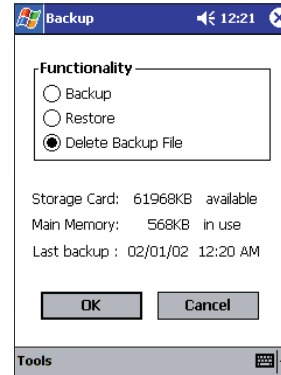 Backup 12:21
Functionality
Backup
Restore
Delete Backup File
Storage Card: 61968KB available
Main Memory: 568KB in use
Last backup : 02/01/02 12:20 AM
OK Cancel
Tools